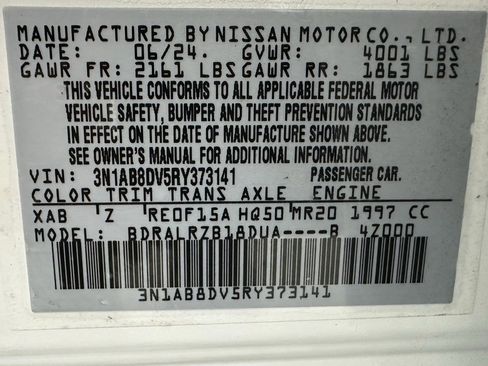 MANUFACTURED BY NISSAN MOTOR CO., LTD.
DATE: 06/24. GVWR: 4001 LBS
GAWR FR: 2161 LBS GAWR RR: 1863 LBS
THIS VEHICLE CONFORMS TO ALL APPLICABLE FEDERAL MOTOR
VEHICLE SAFETY, BUMPER AND THEFT PREVENTION STANDARDS
IN EFFECT ON THE DATE OF MANUFACTURE SHOWN ABOVE.
SEE OWNER'S MANUAL FOR ADDITIONAL INFORMATION.
VIN: 3N1AB8DV5RY373141 PASSENGER CAR.
COLOR TRIM TRANS AXLE ENGINE
XAB 'Z RE0F15A HQ50 MR20 1997 CC
MODEL: BDRALRZB18DUA----B 4Z000
3N1AB8DV5RY373141